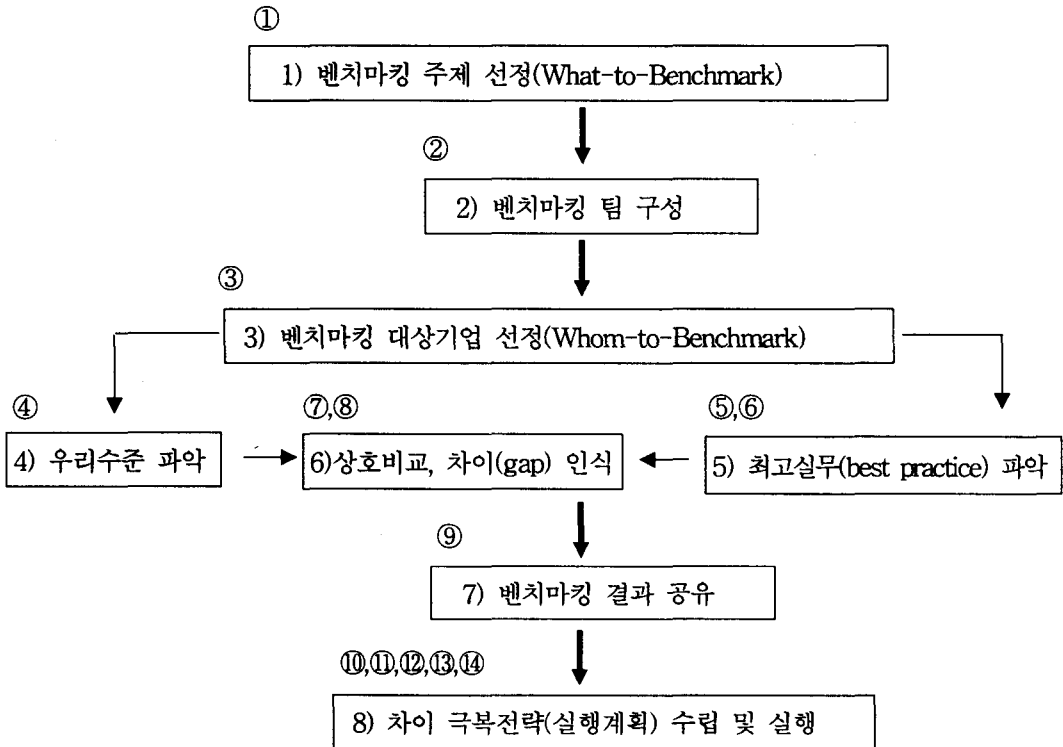 ①
1) 벤치마킹 주제 선정(What-to-Benchmark)
②
2) 벤치마킹 팀 구성
③
3) 벤치마킹 대상기업 선정(Whom-to-Benchmark)
④
4) 우리수준 파악
⑦,⑧
6)상호비교, 차이(gap) 인식
⑤,⑥
5) 최고실무(best practice) 파악
⑨
7) 벤치마킹 결과 공유
⑩,⑪,⑫,⑬,⑭
8) 차이 극복전략(실행계획) 수립 및 실행